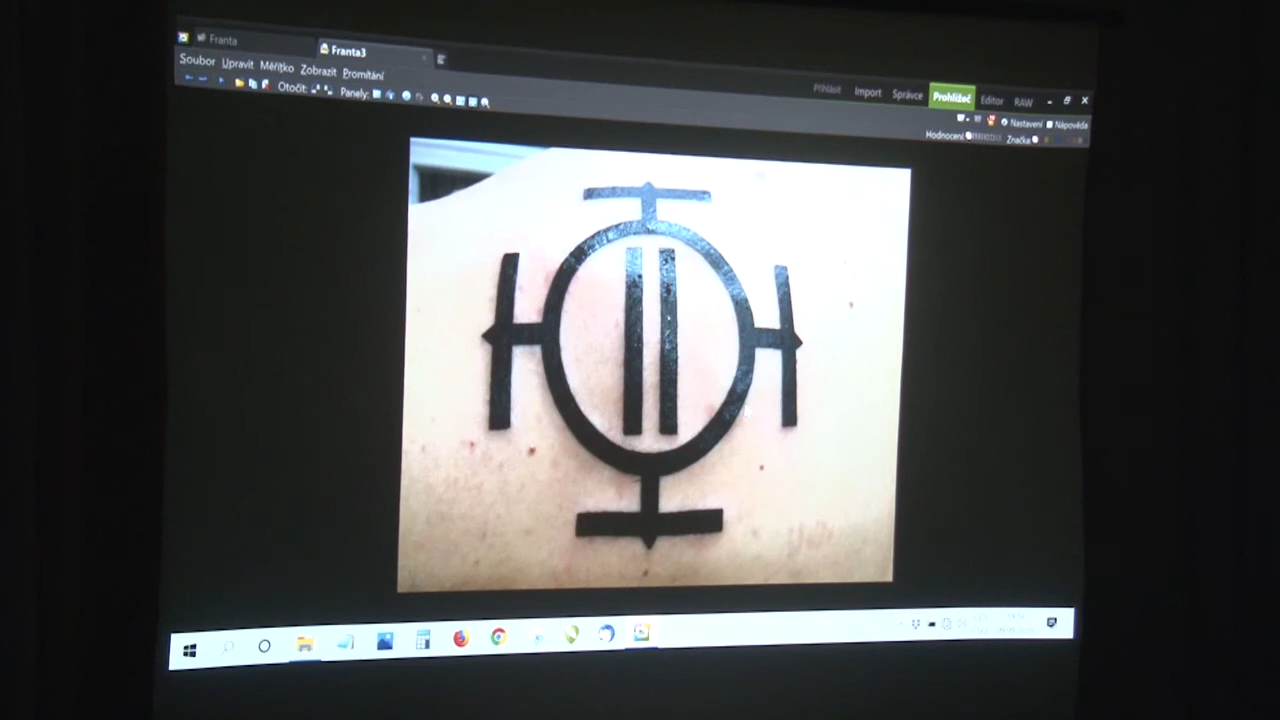 Franta
Franta3
Soubor Upravit Měřítko Zobrazit Promítání
Otočit: Panely:
Přihlásit Import Správce Prohlížeč Editor RAW
Nastavení Nápověda
Hodnocení Značka